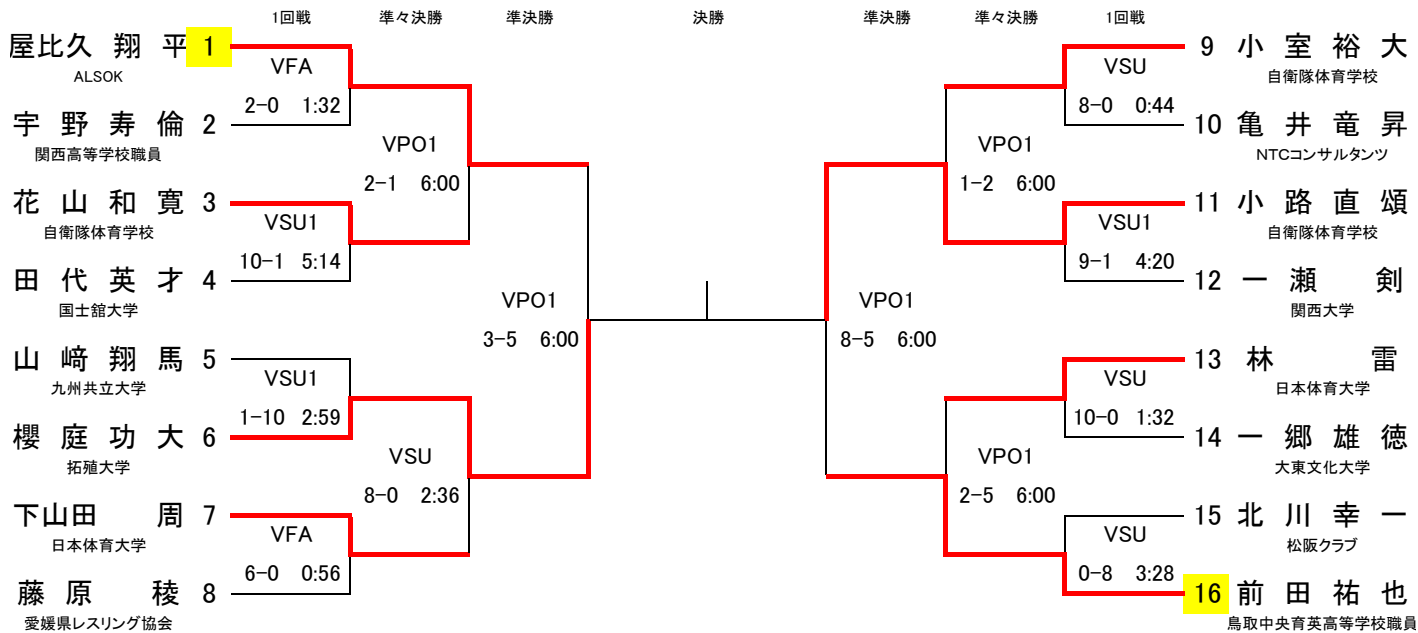 1回戦 準々決勝 準決勝 決勝 準決勝 準々決勝 1回戦
屋比久 翔 平 1
ALSOK
VFA
2-0 1:32
宇 野 寿 倫 2
関西高等学校職員
VPO1
2-1 6:00
花 山 和 寛 3
自衛隊体育学校
VSU1
10-1 5:14
田 代 英 才 4
国士舘大学
VPO1
3-5 6:00
山 﨑 翔 馬 5
九州共立大学
VSU1
1-10 2:59
櫻 庭 功 大 6
拓殖大学
VSU
8-0 2:36
下山田 周 7
日本体育大学
VFA
6-0 0:56
藤 原 稜 8
愛媛県レスリング協会
9 小 室 裕 大
自衛隊体育学校
VSU
8-0 0:44
10 亀 井 竜 昇
NTCコンサルタンツ
VPO1
1-2 6:00
11 小 路 直 頌
自衛隊体育学校
VSU1
9-1 4:20
12 一 瀬 剣
関西大学
VPO1
8-5 6:00
13 林 雷
日本体育大学
VSU
10-0 1:32
14 一 郷 雄 徳
大東文化大学
VPO1
2-5 6:00
15 北 川 幸 一
松阪クラブ
VSU
0-8 3:28
16 前 田 祐 也
鳥取中央育英高等学校職員